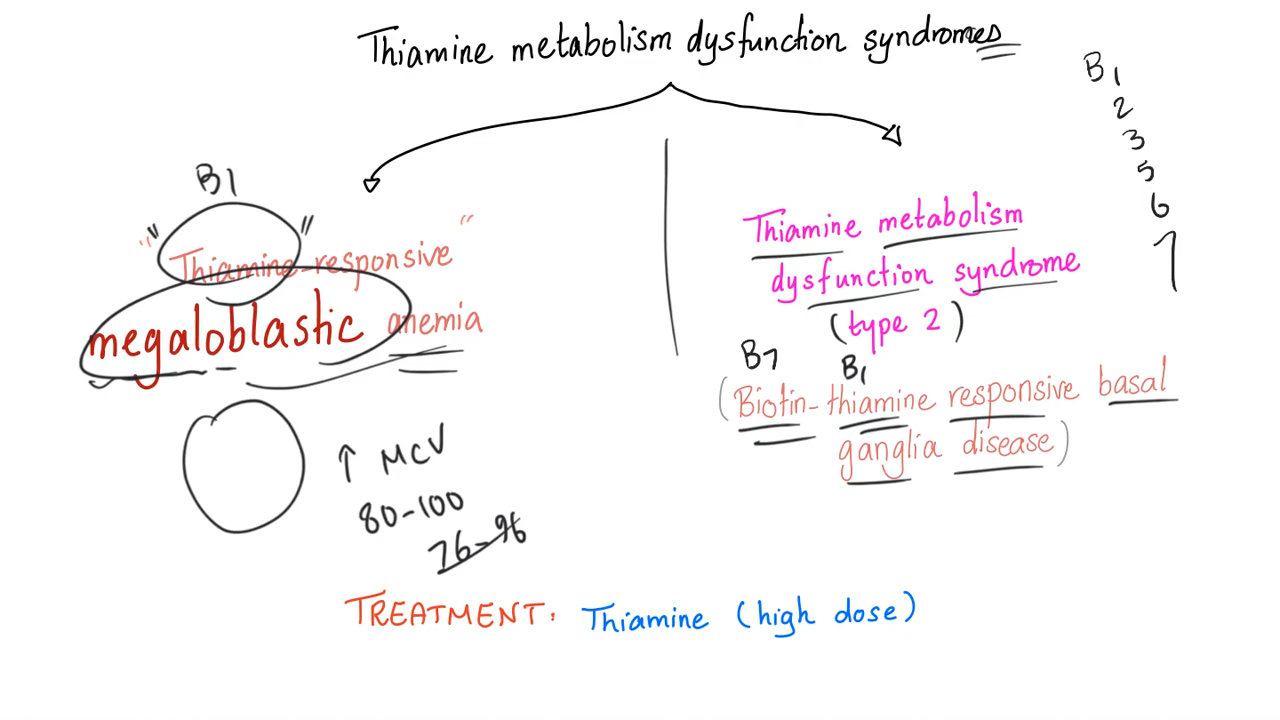 Thiamine metabolism dysfunction syndromes
B1
2
3
5
6
7
B1
" Thiamine-responsive "
megaloblastic anemia
↑ MCV
80-100
76-96
Thiamine metabolism
dysfunction syndrome
(type 2)
B7 B1
(Biotin-thiamine responsive basal
ganglia disease)
TREATMENT: Thiamine (high dose)